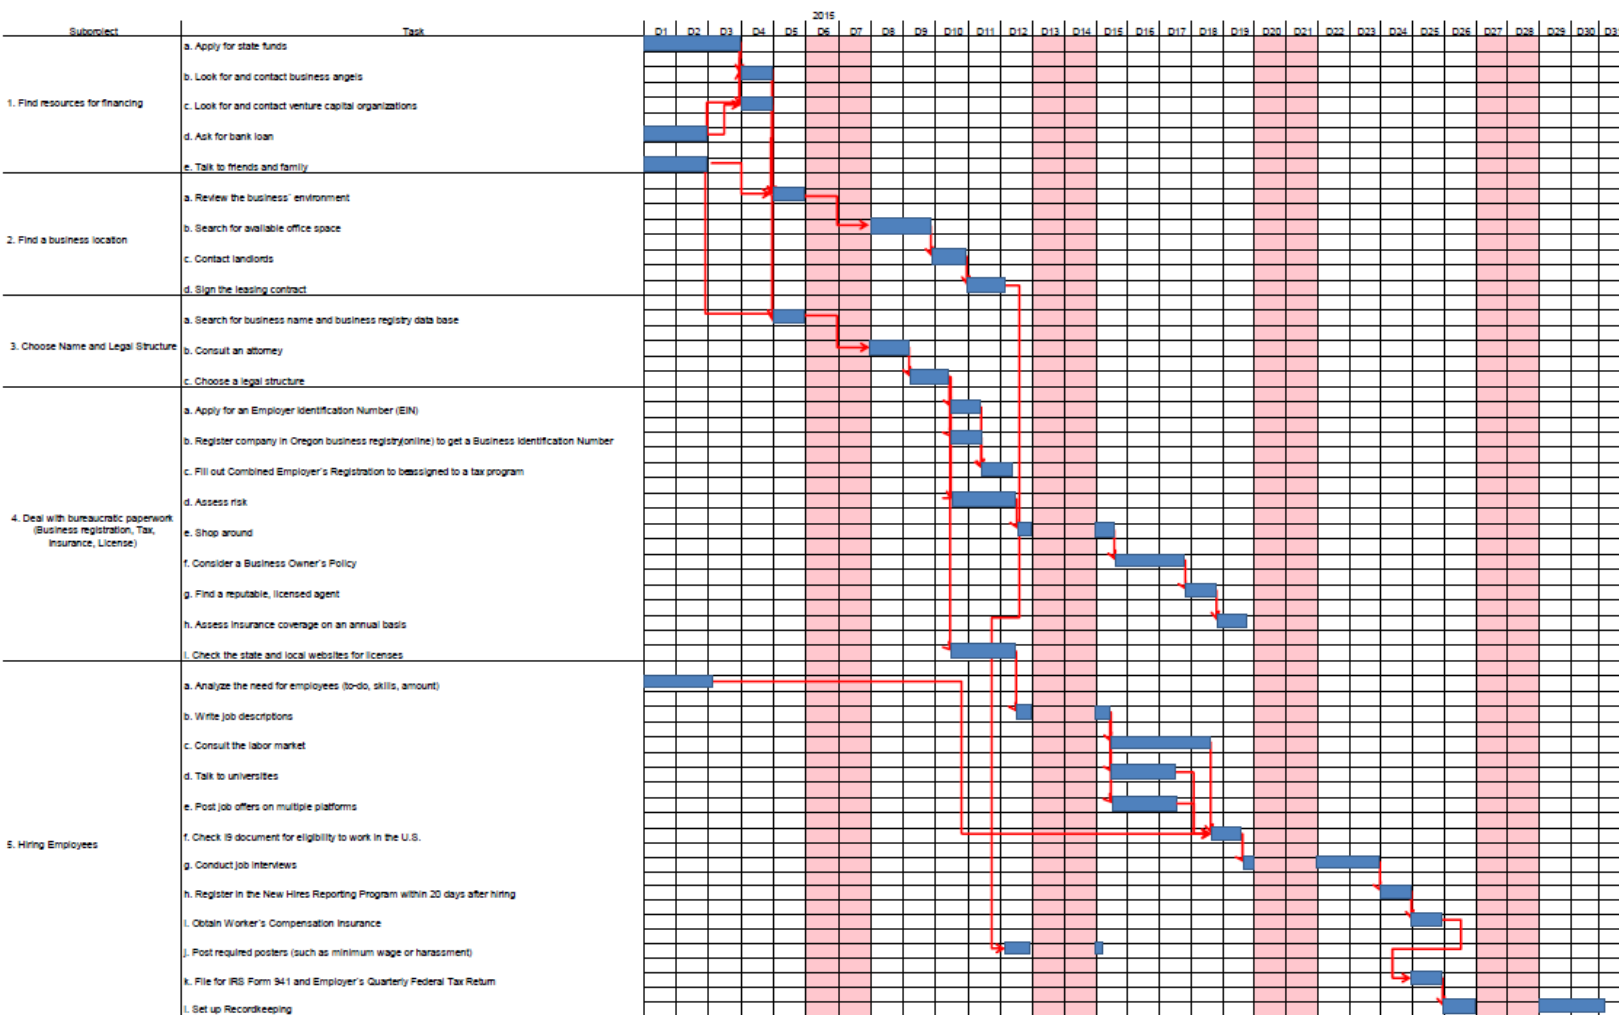 2015
Subproject Task D1 D2 D3 D4 D5 D6 D7 D8 D9 D10 D11 D12 D13 D14 D15 D16 D17 D18 D19 D20 D21 D22 D23 D24 D25 D26 D27 D28 D29 D30 D31
a. Apply for state funds
b. Look for and contact business angels
1. Find resources for financing
c. Look for and contact venture capital organizations
d. Ask for bank loan
e. Talk to friends and family
a. Review the business' environment
b. Search for available office space
2. Find a business location
c. Contact landlords
d. Sign the leasing contract
a. Search for business name and business registry data base
3. Choose Name and Legal Structure
b. Consult an attorney
c. Choose a legal structure
a. Apply for an Employer Identification Number (EIN)
b. Register company in Oregon business registry(online) to get a Business Identification Number
c. Fill out Combined Employer's Registration to be assigned to a tax program
d. Assess risk
4. Deal with bureaucratic paperwork
(Business registration, Tax,
Insurance, License)
e. Shop around
f. Consider a Business Owner's Policy
g. Find a reputable, licensed agent
h. Assess insurance coverage on an annual basis
i. Check the state and local websites for licenses
a. Analyze the need for employees (to-do, skills, amount)
b. Write job descriptions
c. Consult the labor market
d. Talk to universities
e. Post job offers on multiple platforms
f. Check I9 document for eligibility to work in the U.S.
5. Hiring Employees
g. Conduct job interviews
h. Register in the New Hires Reporting Program within 20 days after hiring
i. Obtain Worker's Compensation Insurance
j. Post required posters (such as minimum wage or harassment)
k. File for IRS Form 941 and Employer's Quarterly Federal Tax Return
l. Set up Recordkeeping